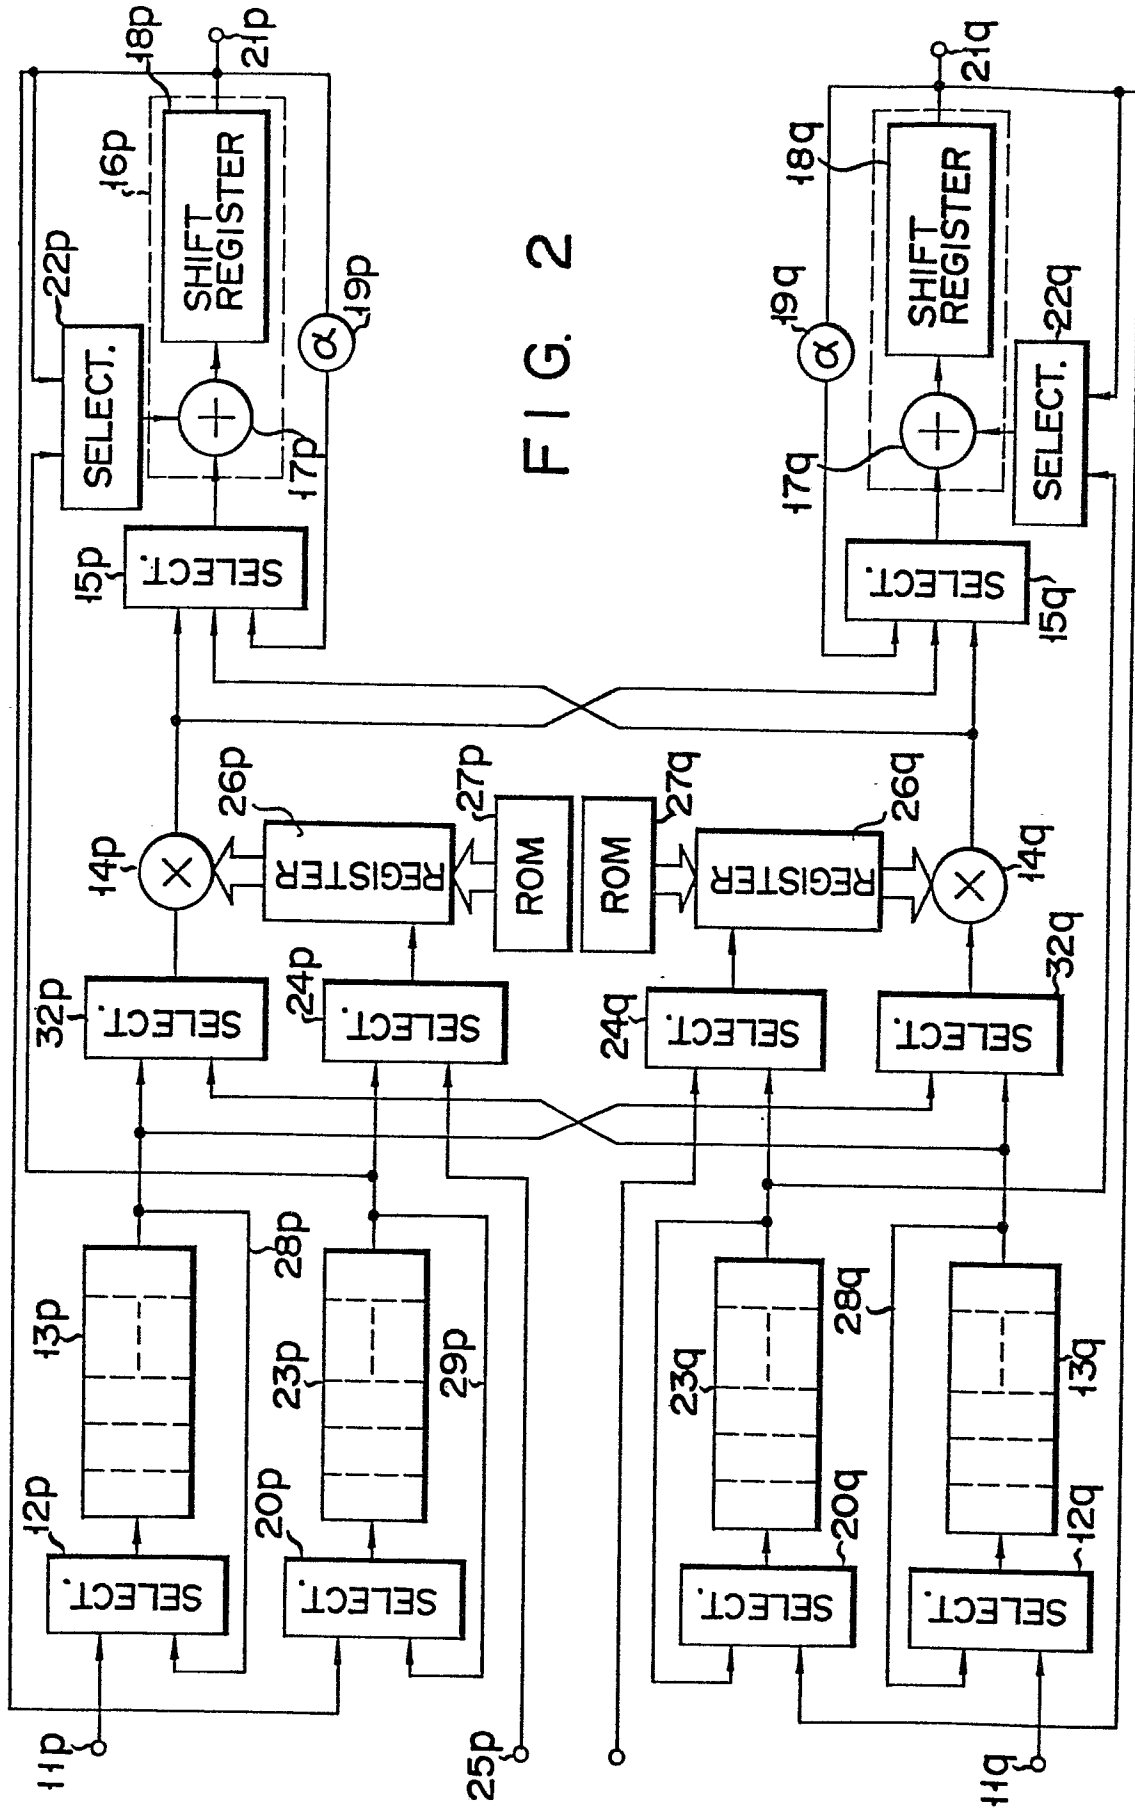 18p
21p
16p
SHIFT
REGISTER
22p
SELECT.
19p
α
17p
15p
SELECT.
14p
26p
REGISTER
27p
ROM
32p
SELECT.
24p
SELECT.
13p
28p
23p
29p
12p
SELECT.
20p
SELECT.
11p
25p
FIG. 2
21q
18q
SHIFT
REGISTER
19q
α
22q
SELECT.
17q
15q
SELECT.
14q
26q
REGISTER
27q
ROM
32q
SELECT.
24q
SELECT.
28q
23q
13q
20q
SELECT.
12q
SELECT.
11q